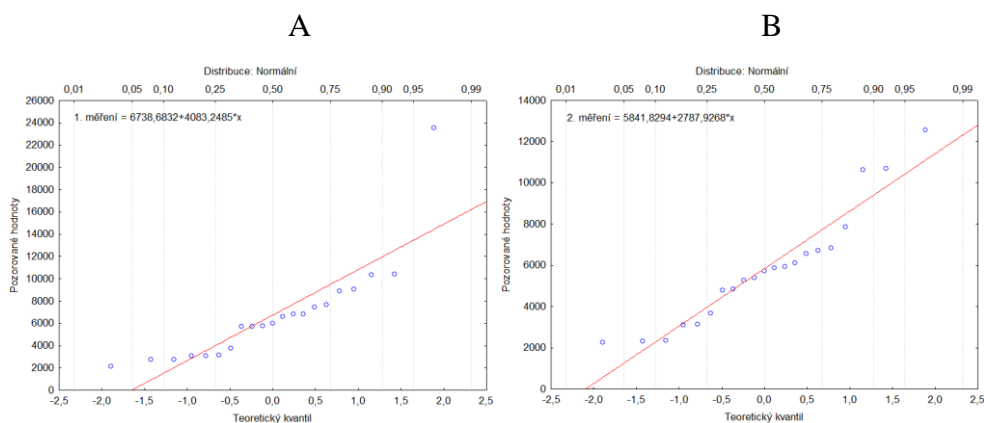 A
Distribuce: Normální
0,01 0,05 0,10 0,25 0,50 0,75 0,90 0,95 0,99
26000
24000
22000
20000
18000
16000
14000
12000
10000
8000
6000
4000
2000
0
1. měření = 6738,6832+4083,2485*x
Pozorované hodnoty
-2,5 -2,0 -1,5 -1,0 -0,5 0,0 0,5 1,0 1,5 2,0 2,5
Teoretický kvantil
B
Distribuce: Normální
0,01 0,05 0,10 0,25 0,50 0,75 0,90 0,95 0,99
14000
12000
10000
8000
6000
4000
2000
0
2. měření = 5841,8294+2787,9268*x
Pozorované hodnoty
-2,5 -2,0 -1,5 -1,0 -0,5 0,0 0,5 1,0 1,5 2,0 2,5
Teoretický kvantil